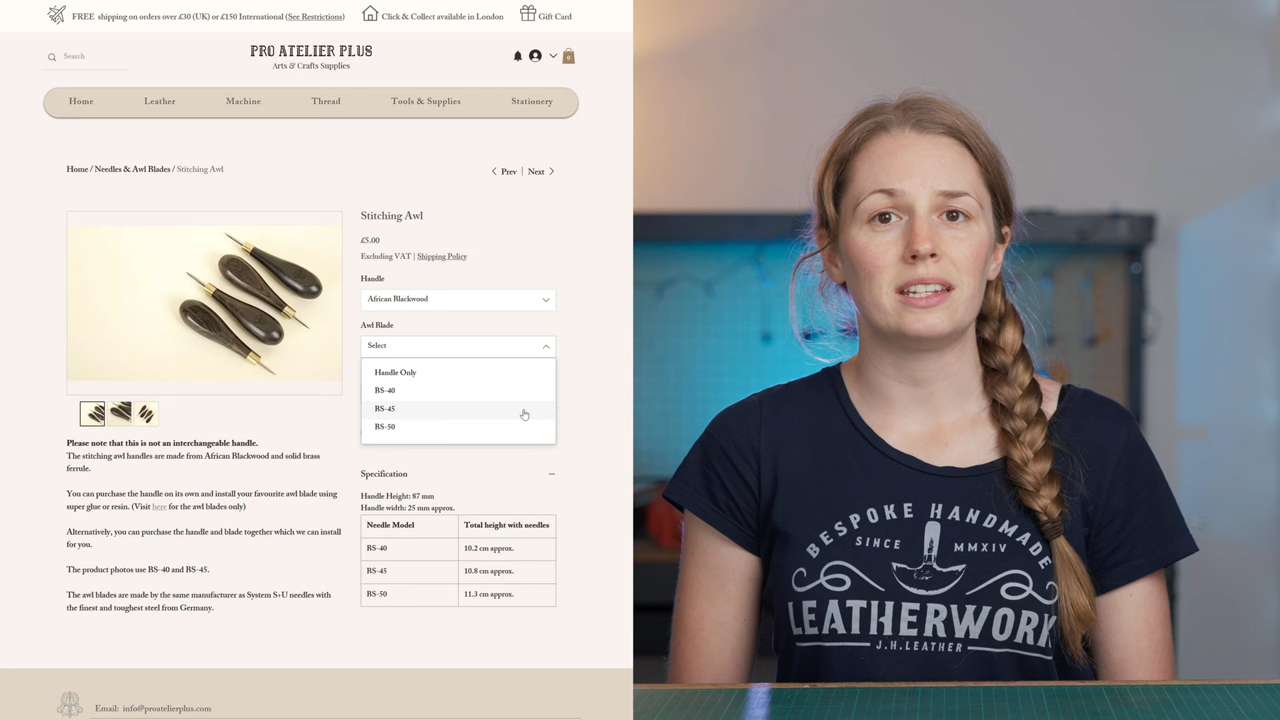 FREE shipping on orders over £30 (UK) or £150 International (See Restrictions)
Click & Collect available in London
Gift Card
Search
PRO ATELIER PLUS
Arts & Crafts Supplies
0
Home
Leather
Machine
Thread
Tools & Supplies
Stationery
Home / Needles & Awl Blades / Stitching Awl
Prev | Next
Stitching Awl
£5.00
Excluding VAT | Shipping Policy
Handle
African Blackwood
Awl Blade
Select
Handle Only
BS-40
BS-45
BS-50
Please note that this is not an interchangeable handle.
The stitching awl handles are made from African Blackwood and solid brass
ferrule.
You can purchase the handle on its own and install your favourite awl blade using
super glue or resin. (Visit here for the awl blades only)
Alternatively, you can purchase the handle and blade together which we can install
for you.
The product photos use BS-40 and BS-45.
The awl blades are made by the same manufacturer as System S+U needles with
the finest and toughest steel from Germany.
Specification
Handle Height: 87 mm
Handle width: 25 mm approx.
Needle Model Total height with needles
BS-40 10.2 cm approx.
BS-45 10.8 cm approx.
BS-50 11.3 cm approx.
Email: info@proatelierplus.com
BESPOKE HANDMADE
SINCE MMXIV
LEATHERWORK
J.H.LEATHER